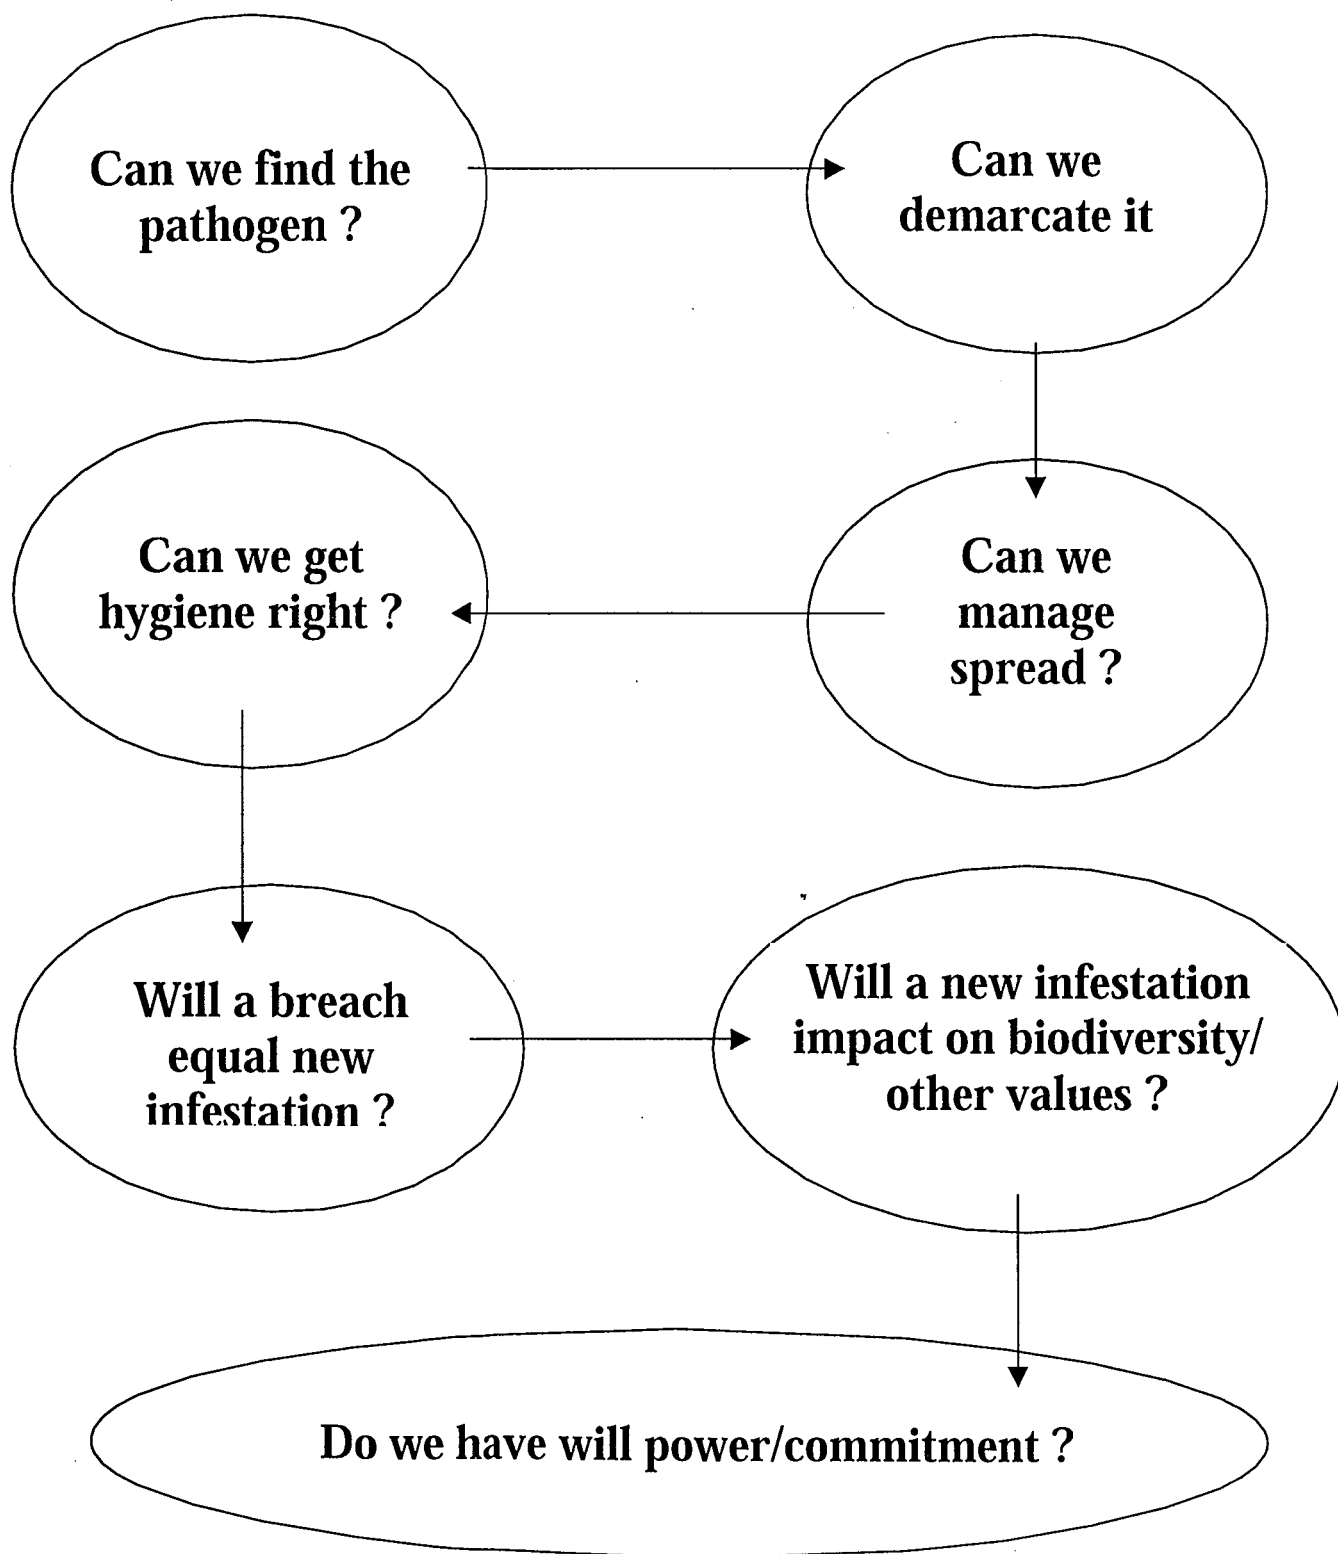 Can we find the
pathogen ?
Can we
demarcate it
Can we
manage
spread ?
Can we get
hygiene right ?
Will a breach
equal new
infestation ?
Will a new infestation
impact on biodiversity/
other values ?
Do we have will power/commitment ?